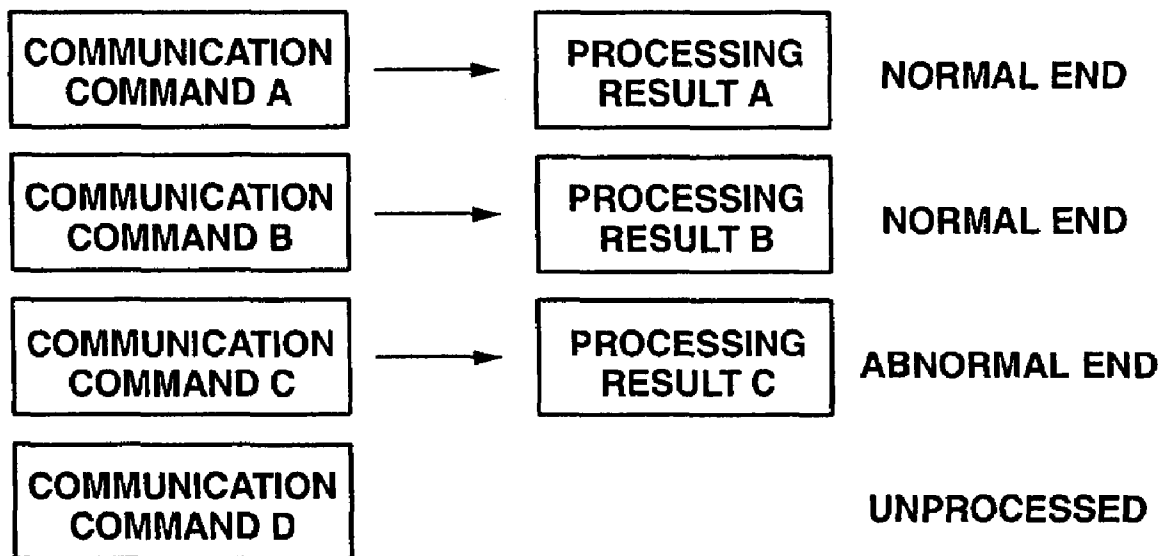 COMMUNICATION
COMMAND A
PROCESSING
RESULT A
NORMAL END
COMMUNICATION
COMMAND B
PROCESSING
RESULT B
NORMAL END
COMMUNICATION
COMMAND C
PROCESSING
RESULT C
ABNORMAL END
COMMUNICATION
COMMAND D
UNPROCESSED